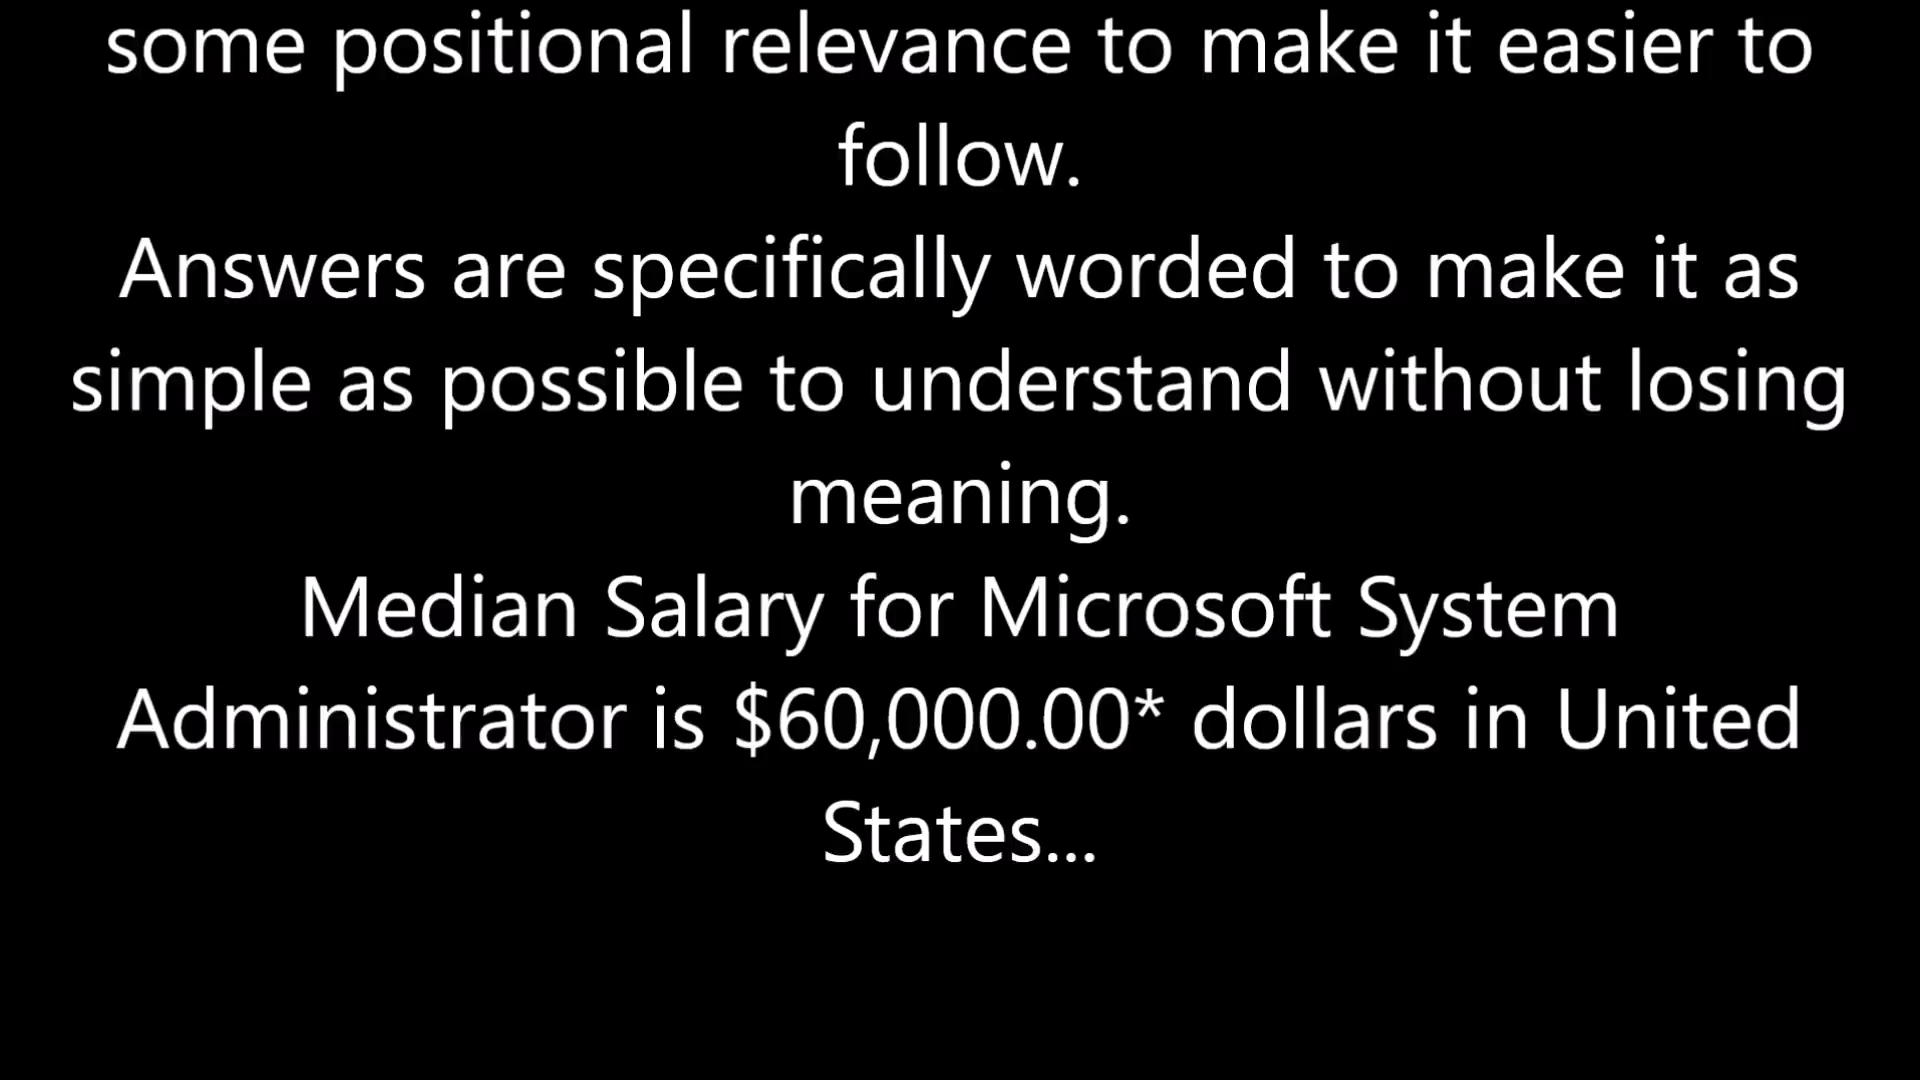 some positional relevance to make it easier to
follow.
Answers are specifically worded to make it as
simple as possible to understand without losing
meaning.
Median Salary for Microsoft System
Administrator is $60,000.00* dollars in United
States...